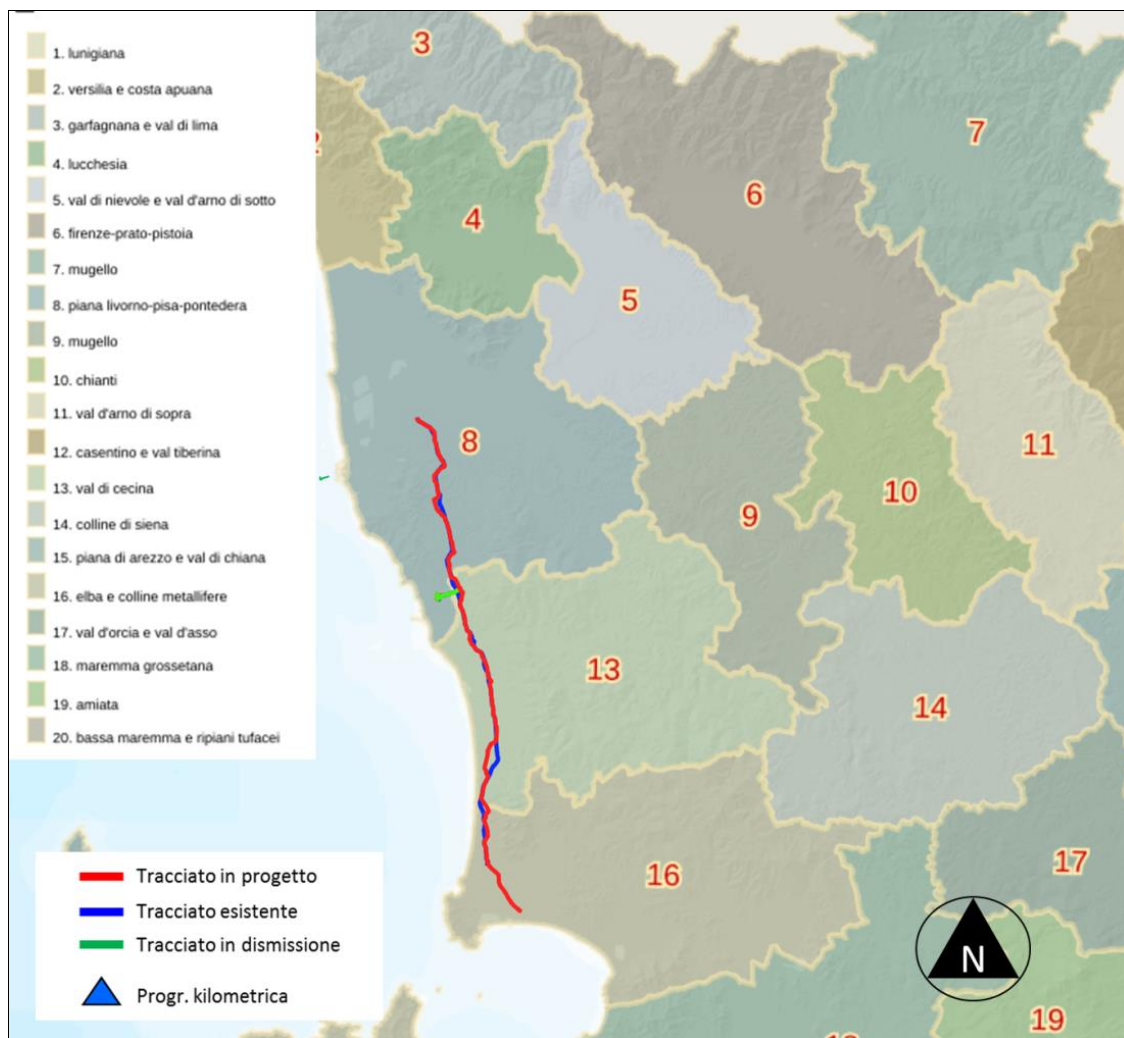 1. lunigiana
2. versilia e costa apuana
3. garfagnana e val di lima
4. lucchesia
5. val di nievole e val d'arno di sotto
6. firenze-prato-pistoia
7. mugello
8. piana livorno-pisa-pontedera
9. mugello
10. chianti
11. val d'arno di sopra
12. casentino e val tiberina
13. val di cecina
14. colline di siena
15. piana di arezzo e val di chiana
16. elba e colline metallifere
17. val d'orcia e val d'asso
18. maremma grossetana
19. amiata
20. bassa maremma e ripiani tufacei
3
2
7
4
6
5
8
11
10
9
13
14
16
17
Tracciato in progetto
Tracciato esistente
Tracciato in dismissione
Progr. kilometrica
N
19
18